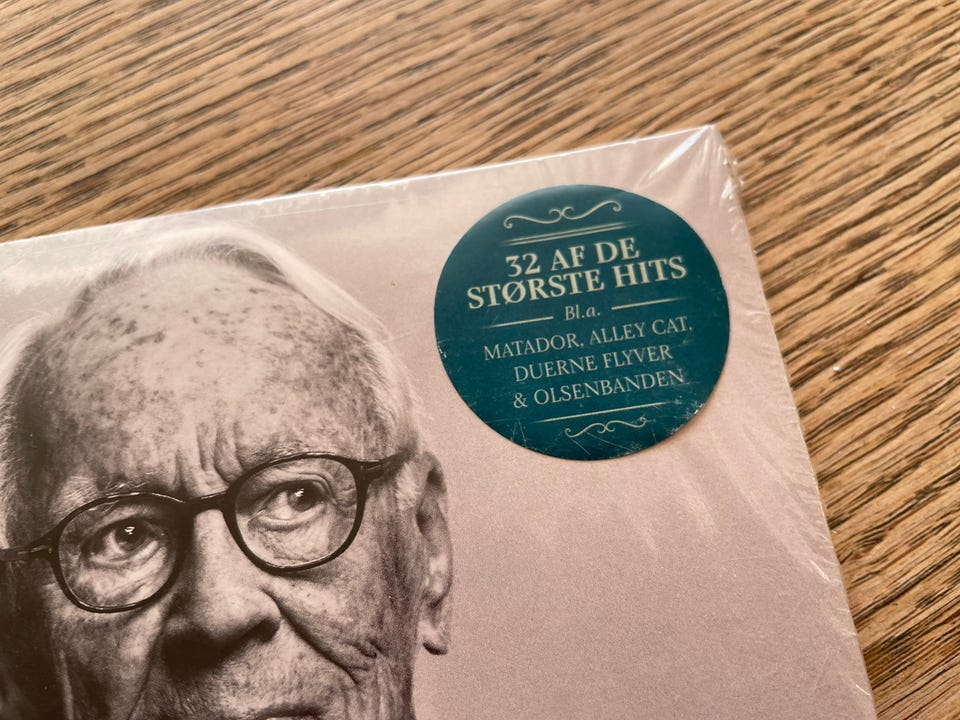 32 AF DE
STØRSTE HITS
Bl.a.
MATADOR, ALLEY CAT,
DUERNE FLYVER
& OLSENBANDEN